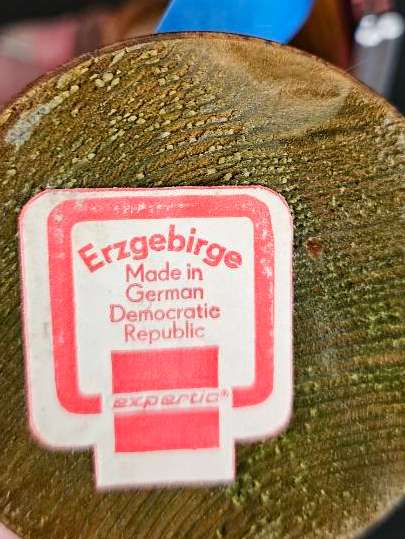 Erzgebirge
Made in
German
Democratic
Republic
expertic®